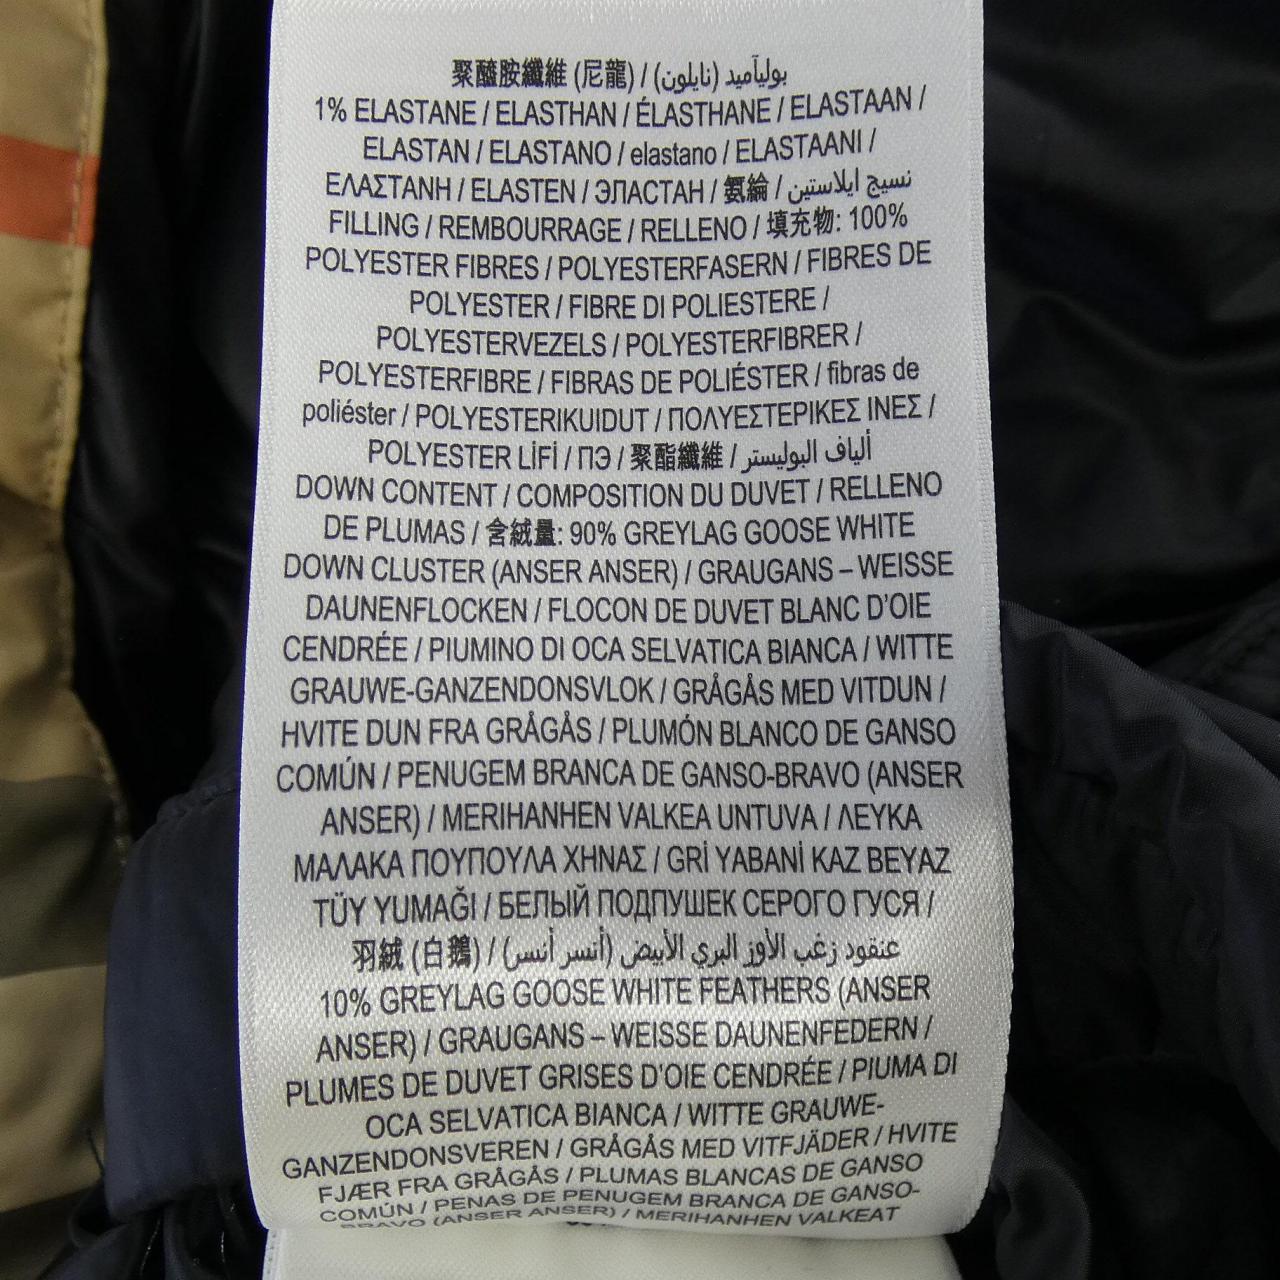 聚醯胺纖維 (尼龍) / بولياميد (نايلون)
1% ELASTANE / ELASTHAN / ÉLASTHANE / ELASTAAN /
ELASTAN / ELASTANO / elastano / ELASTAANI /
ΕΛΑΣΤΑΝΗ / ELASTEN / ЭЛАСТАН / 氨綸 / نسيج ايلاستين
FILLING / REMBOURRAGE / RELLENO / 填充物: 100%
POLYESTER FIBRES / POLYESTERFASERN / FIBRES DE
POLYESTER / FIBRE DI POLIESTERE /
POLYESTERVEZELS / POLYESTERFIBRER /
POLYESTERFIBRE / FIBRAS DE POLIÉSTER / fibras de
poliéster / POLYESTERIKUIDUT / ΠΟΛΥΕΣΤΕΡΙΚΕΣ ΙΝΕΣ /
POLYESTER LİFİ / ПЭ / 聚酯纖維 / ألياف البوليستر
DOWN CONTENT / COMPOSITION DU DUVET / RELLENO
DE PLUMAS / 含絨量: 90% GREYLAG GOOSE WHITE
DOWN CLUSTER (ANSER ANSER) / GRAUGANS – WEISSE
DAUNENFLOCKEN / FLOCON DE DUVET BLANC D'OIE
CENDRÉE / PIUMINO DI OCA SELVATICA BIANCA / WITTE
GRAUWE-GANZENDONSVLOK / GRÅGÅS MED VITDUN /
HVITE DUN FRA GRÅGÅS / PLUMÓN BLANCO DE GANSO
COMÚN / PENUGEM BRANCA DE GANSO-BRAVO (ANSER
ANSER) / MERIHANHEN VALKEA UNTUVA / ΛΕΥΚΑ
ΜΑΛΑΚΑ ΠΟΥΠΟΥΛΑ ΧΗΝΑΣ / GRİ YABANİ KAZ BEYAZ
TÜY YUMAĞI / БЕЛЫЙ ПОДПУШЕК СЕРОГО ГУСЯ /
羽絨 (白鵝) / عنقود زغب الأوز البري الأبيض (أنسر أنسر)
10% GREYLAG GOOSE WHITE FEATHERS (ANSER
ANSER) / GRAUGANS – WEISSE DAUNENFEDERN /
PLUMES DE DUVET GRISES D'OIE CENDRÉE / PIUMA DI
OCA SELVATICA BIANCA / WITTE GRAUWE-
GANZENDONSVEREN / GRÅGÅS MED VITFJÄDER / HVITE
FJÆR FRA GRÅGÅS / PLUMAS BLANCAS DE GANSO
COMÚN / PENAS DE PENUGEM BRANCA DE GANSO-
BRAVO (ANSER ANSER) / MERIHANHEN VALKEAT